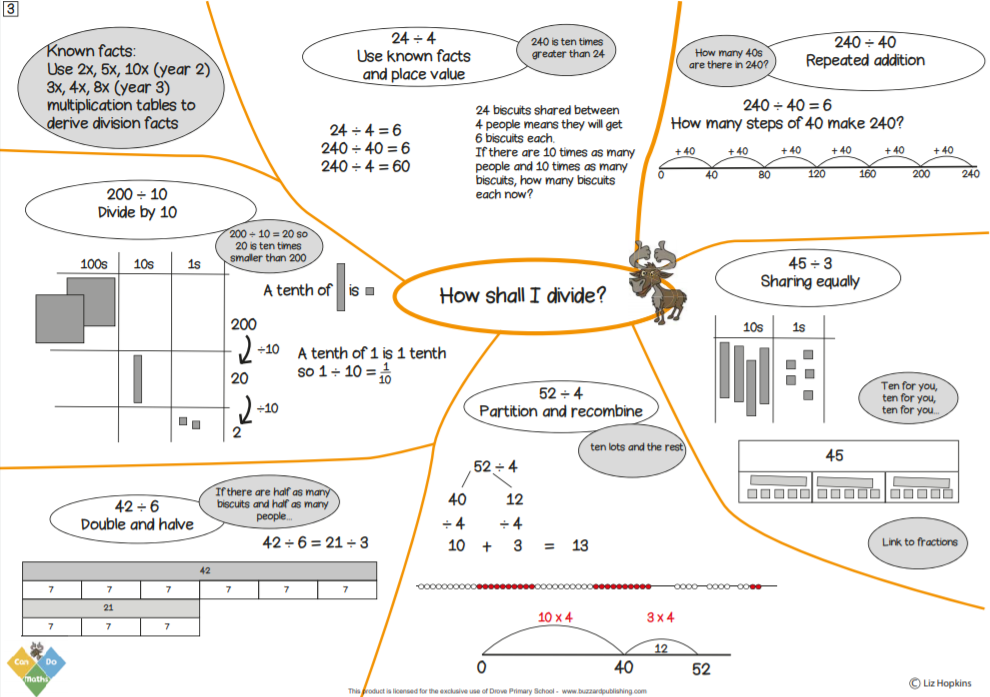 3
Known facts:
Use 2x, 5x, 10x (year 2)
3x, 4x, 8x (year 3)
multiplication tables to
derive division facts
24 ÷ 4
Use known facts
and place value
240 is ten times
greater than 24
24 ÷ 4 = 6
240 ÷ 40 = 6
240 ÷ 4 = 60
24 biscuits shared between
4 people means they will get
6 biscuits each.
If there are 10 times as many
people and 10 times as many
biscuits, how many biscuits
each now?
How many 40s
are there in 240?
240 ÷ 40
Repeated addition
240 ÷ 40 = 6
How many steps of 40 make 240?
+ 40 + 40 + 40 + 40 + 40 + 40
0 40 80 120 160 200 240
200 ÷ 10
Divide by 10
200 ÷ 10 = 20 so
20 is ten times
smaller than 200
100s 10s 1s
A tenth of is
200
÷10
20
÷10
2
A tenth of 1 is 1 tenth
so 1 ÷ 10 = 1/10
How shall I divide?
45 ÷ 3
Sharing equally
10s 1s
Ten for you,
ten for you,
ten for you...
45
Link to fractions
52 ÷ 4
Partition and recombine
ten lots and the rest
52 ÷ 4
40 12
÷ 4 ÷ 4
10 + 3 = 13
10 x 4 3 x 4
12
0 40 52
42 ÷ 6
Double and halve
If there are half as many
biscuits and half as many
people...
42 ÷ 6 = 21 ÷ 3
42
7 7 7 7 7 7
21
7 7 7
Can Do
Maths
This product is licensed for the exclusive use of Drove Primary School - www.buzzardpublishing.com
© Liz Hopkins